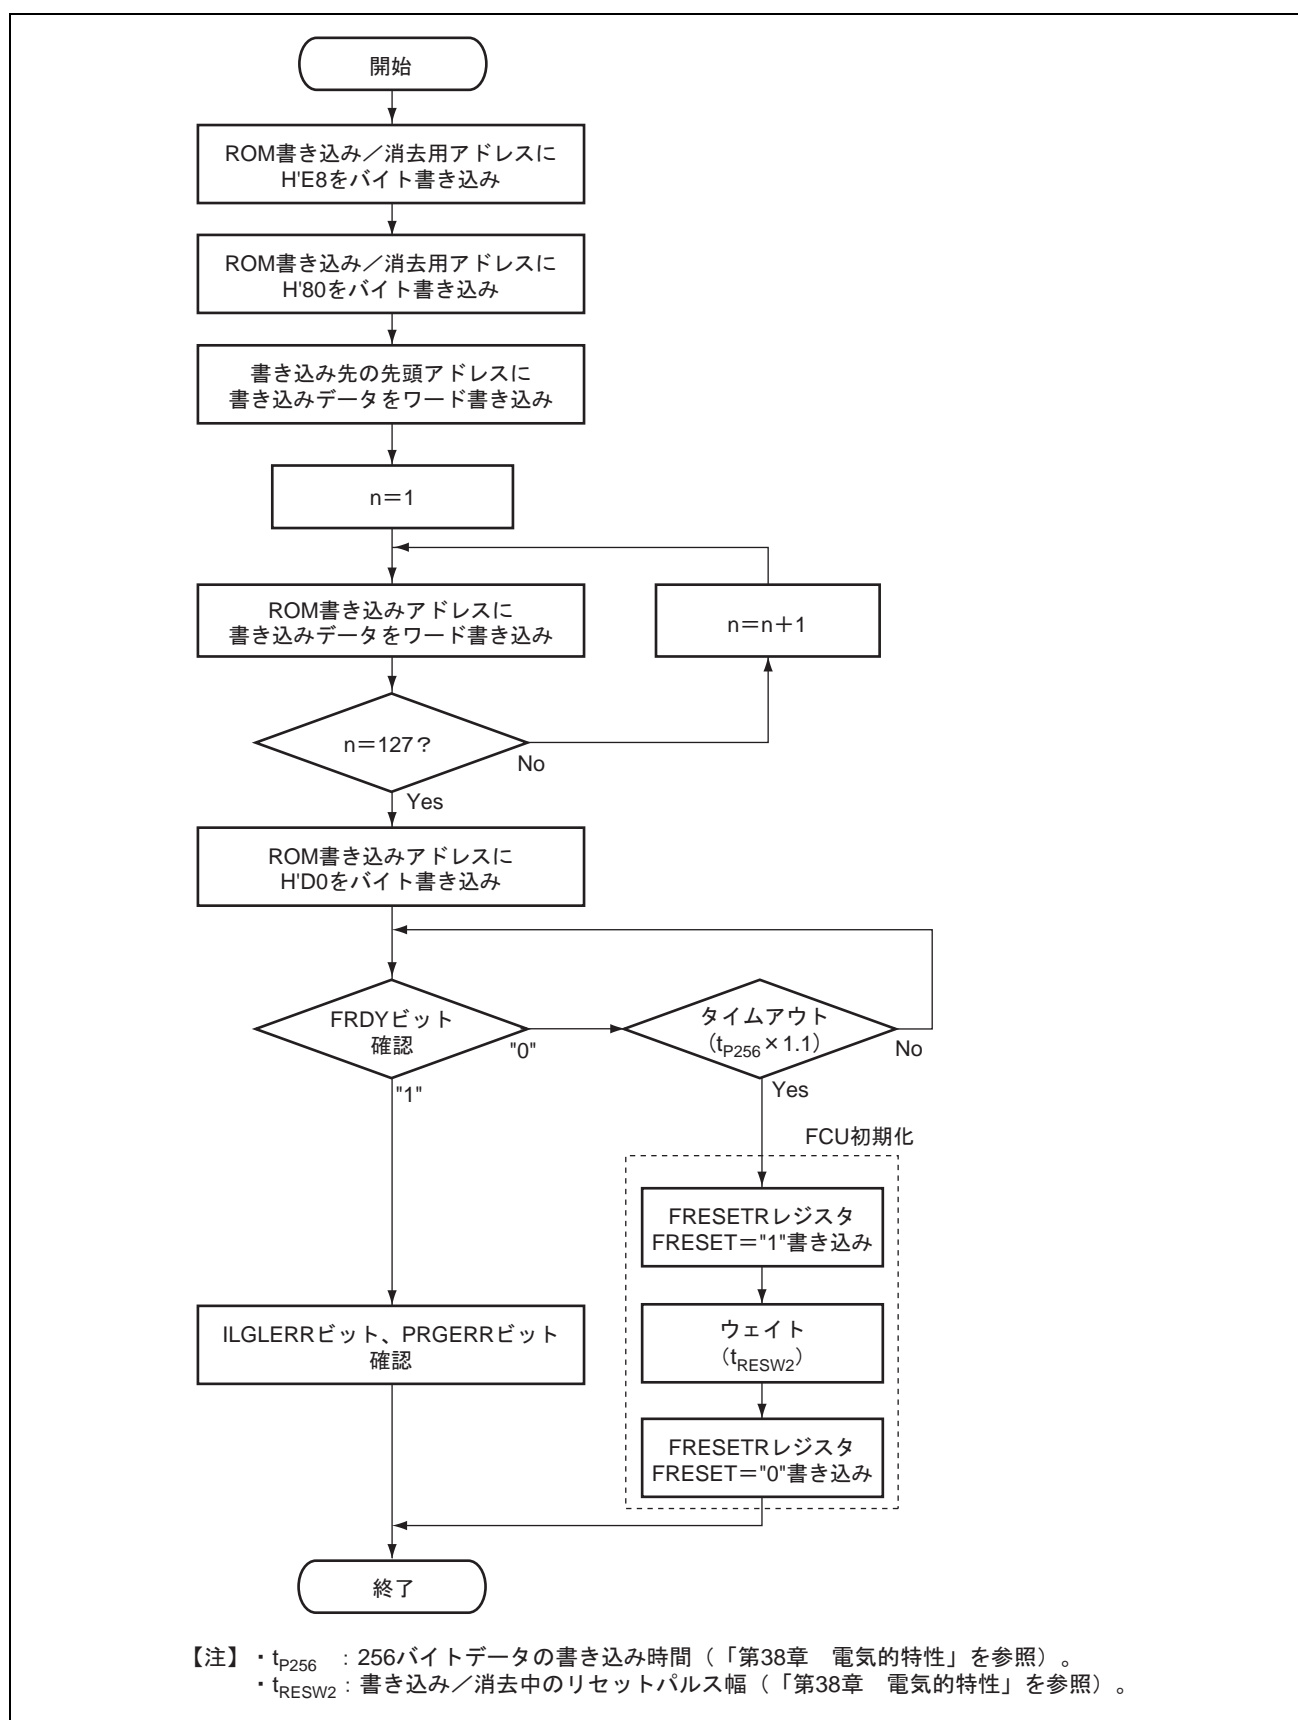 開始
ROM書き込み／消去用アドレスに
H'E8をバイト書き込み
ROM書き込み／消去用アドレスに
H'80をバイト書き込み
書き込み先の先頭アドレスに
書き込みデータをワード書き込み
n＝1
ROM書き込みアドレスに
書き込みデータをワード書き込み
n＝n＋1
n＝127？
No
Yes
ROM書き込みアドレスに
H'D0をバイト書き込み
FRDYビット
確認
"0"
"1"
タイムアウト
（tP256×1.1）
No
Yes
FCU初期化
FRESETRレジスタ
FRESET＝"1"書き込み
ウェイト
（tRESW2）
FRESETRレジスタ
FRESET＝"0"書き込み
ILGLERRビット、PRGERRビット
確認
終了
【注】・tP256 ：256バイトデータの書き込み時間（「第38章　電気的特性」を参照）。
・tRESW2：書き込み／消去中のリセットパルス幅（「第38章　電気的特性」を参照）。